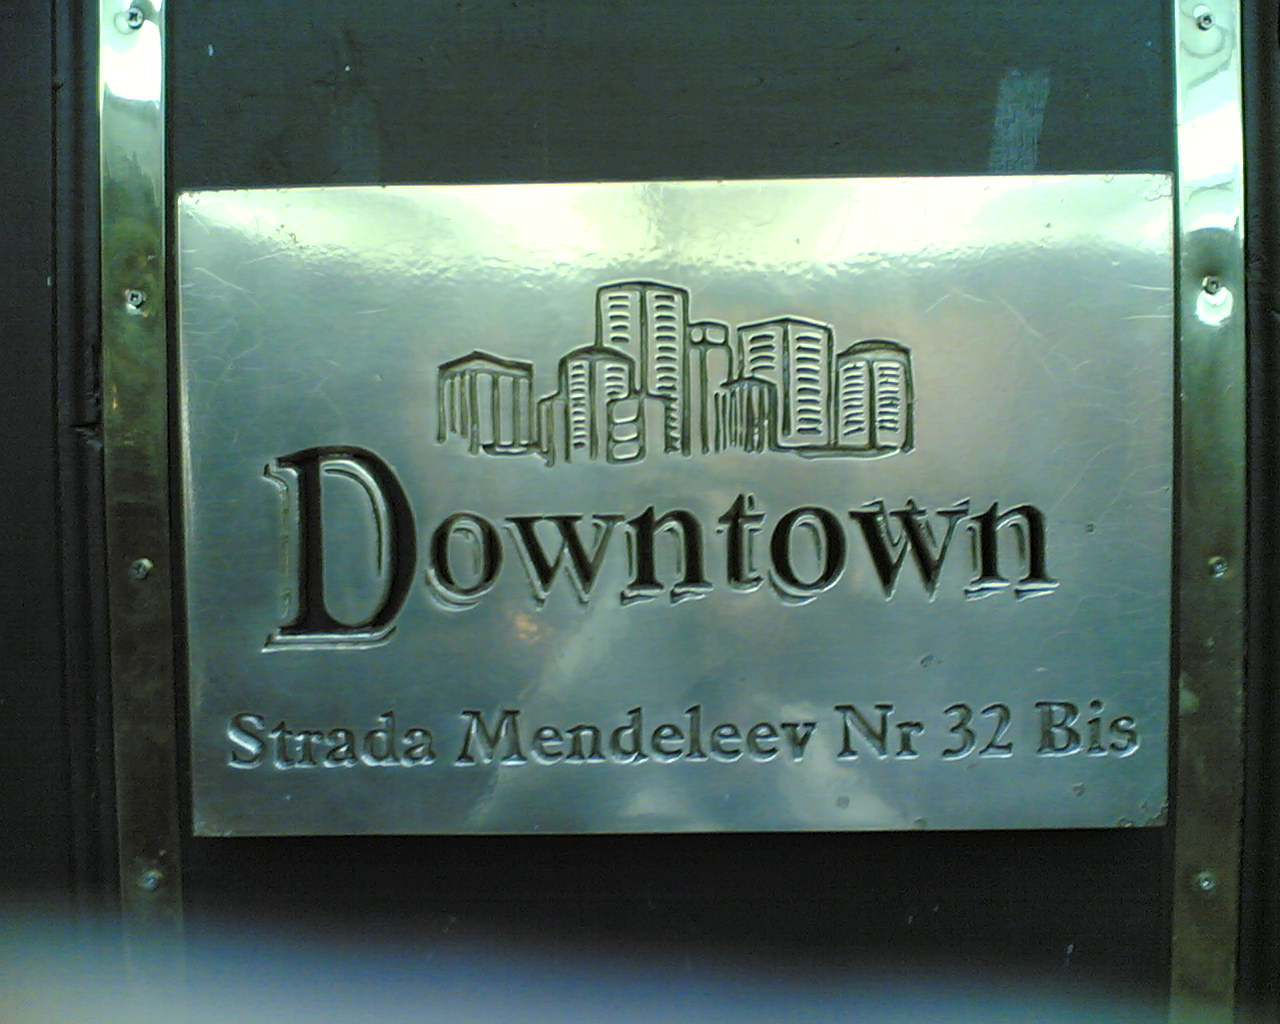 Downtown
Strada Mendeleev Nr 32 Bis